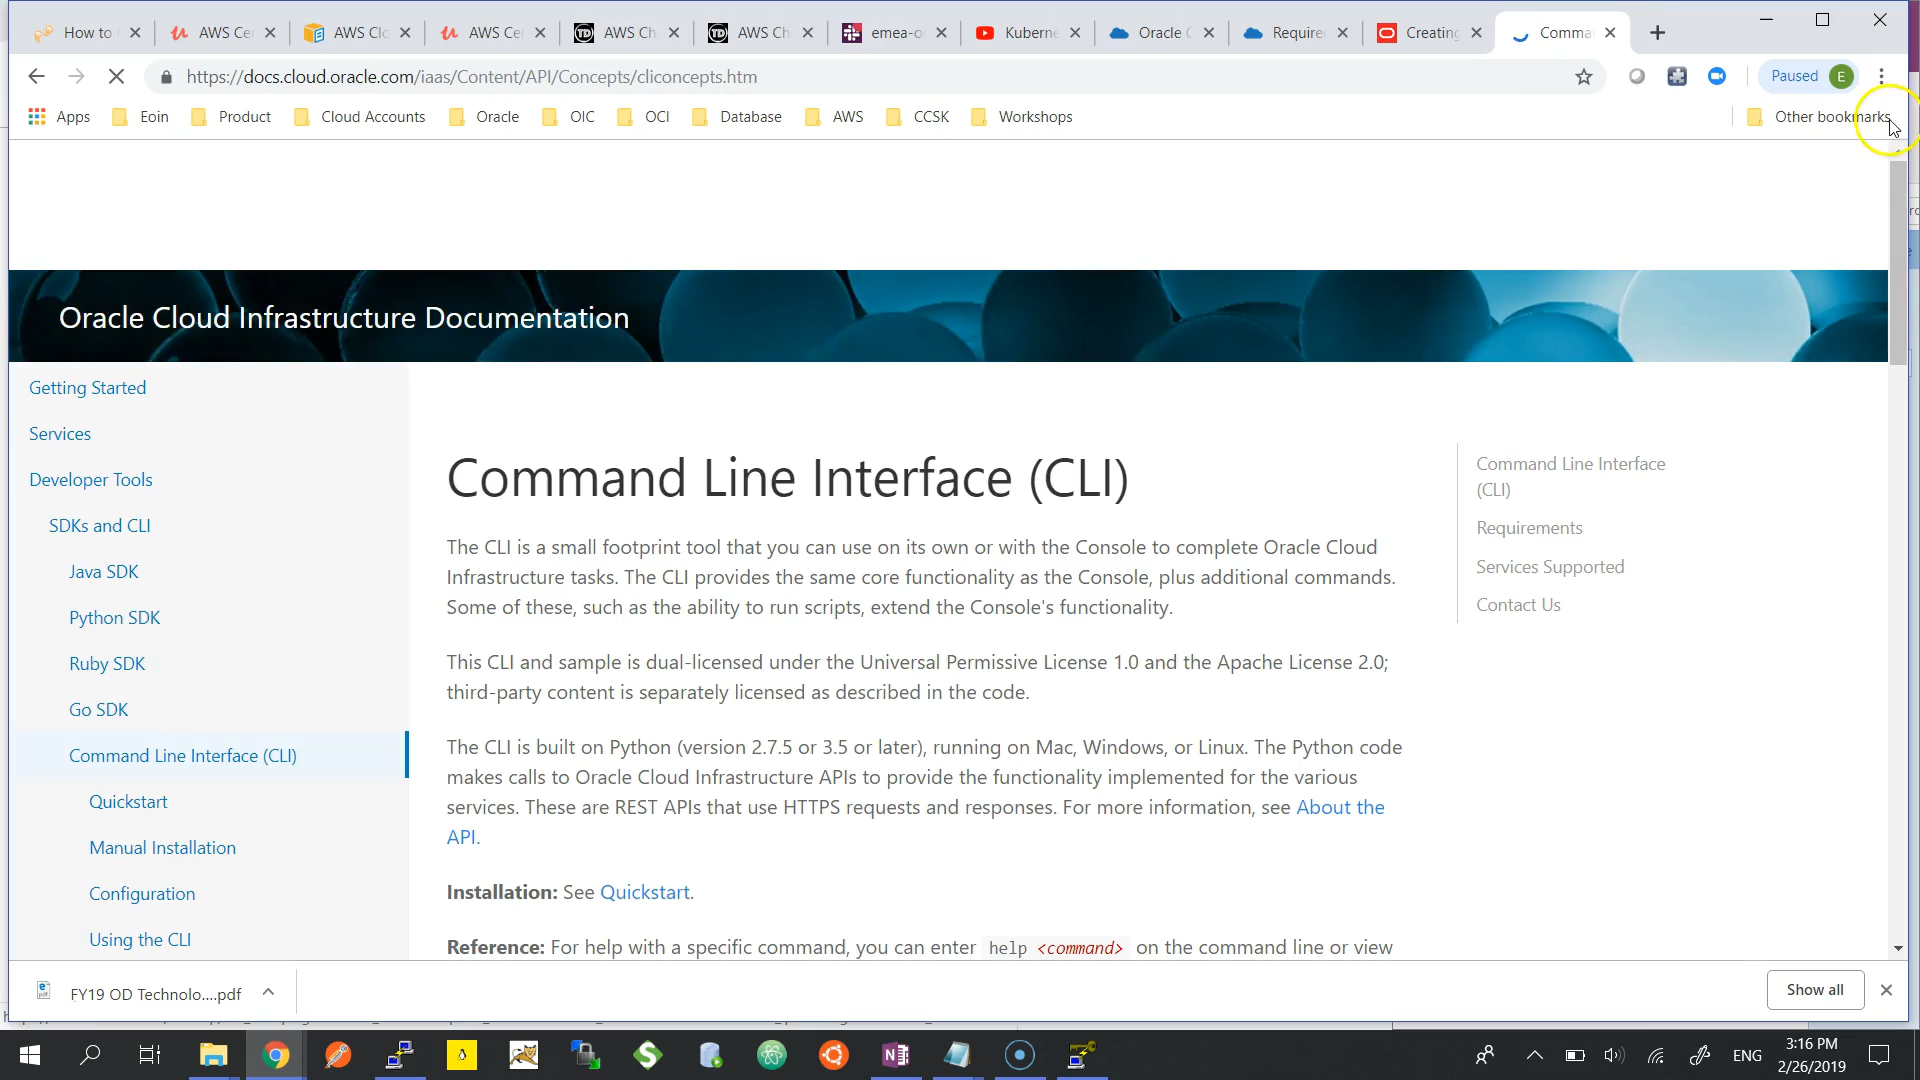 How to
AWS Ce
AWS Clo
AWS Cer
AWS Ch
AWS Ch
emea-o
Kuberne
Oracle C
Require
Creating
Comma
https://docs.cloud.oracle.com/iaas/Content/API/Concepts/cliconcepts.htm
Paused E
Apps Eoin Product Cloud Accounts Oracle OIC OCI Database AWS CCSK Workshops Other bookmarks
Oracle Cloud Infrastructure Documentation
Getting Started
Services
Developer Tools
SDKs and CLI
Java SDK
Python SDK
Ruby SDK
Go SDK
Command Line Interface (CLI)
Quickstart
Manual Installation
Configuration
Using the CLI
Command Line Interface (CLI)
The CLI is a small footprint tool that you can use on its own or with the Console to complete Oracle Cloud
Infrastructure tasks. The CLI provides the same core functionality as the Console, plus additional commands.
Some of these, such as the ability to run scripts, extend the Console's functionality.
This CLI and sample is dual-licensed under the Universal Permissive License 1.0 and the Apache License 2.0;
third-party content is separately licensed as described in the code.
The CLI is built on Python (version 2.7.5 or 3.5 or later), running on Mac, Windows, or Linux. The Python code
makes calls to Oracle Cloud Infrastructure APIs to provide the functionality implemented for the various
services. These are REST APIs that use HTTPS requests and responses. For more information, see About the
API.
Installation: See Quickstart.
Reference: For help with a specific command, you can enter help <command> on the command line or view
Command Line Interface
(CLI)
Requirements
Services Supported
Contact Us
FY19 OD Technolo....pdf
Show all
ENG
3:16 PM
2/26/2019